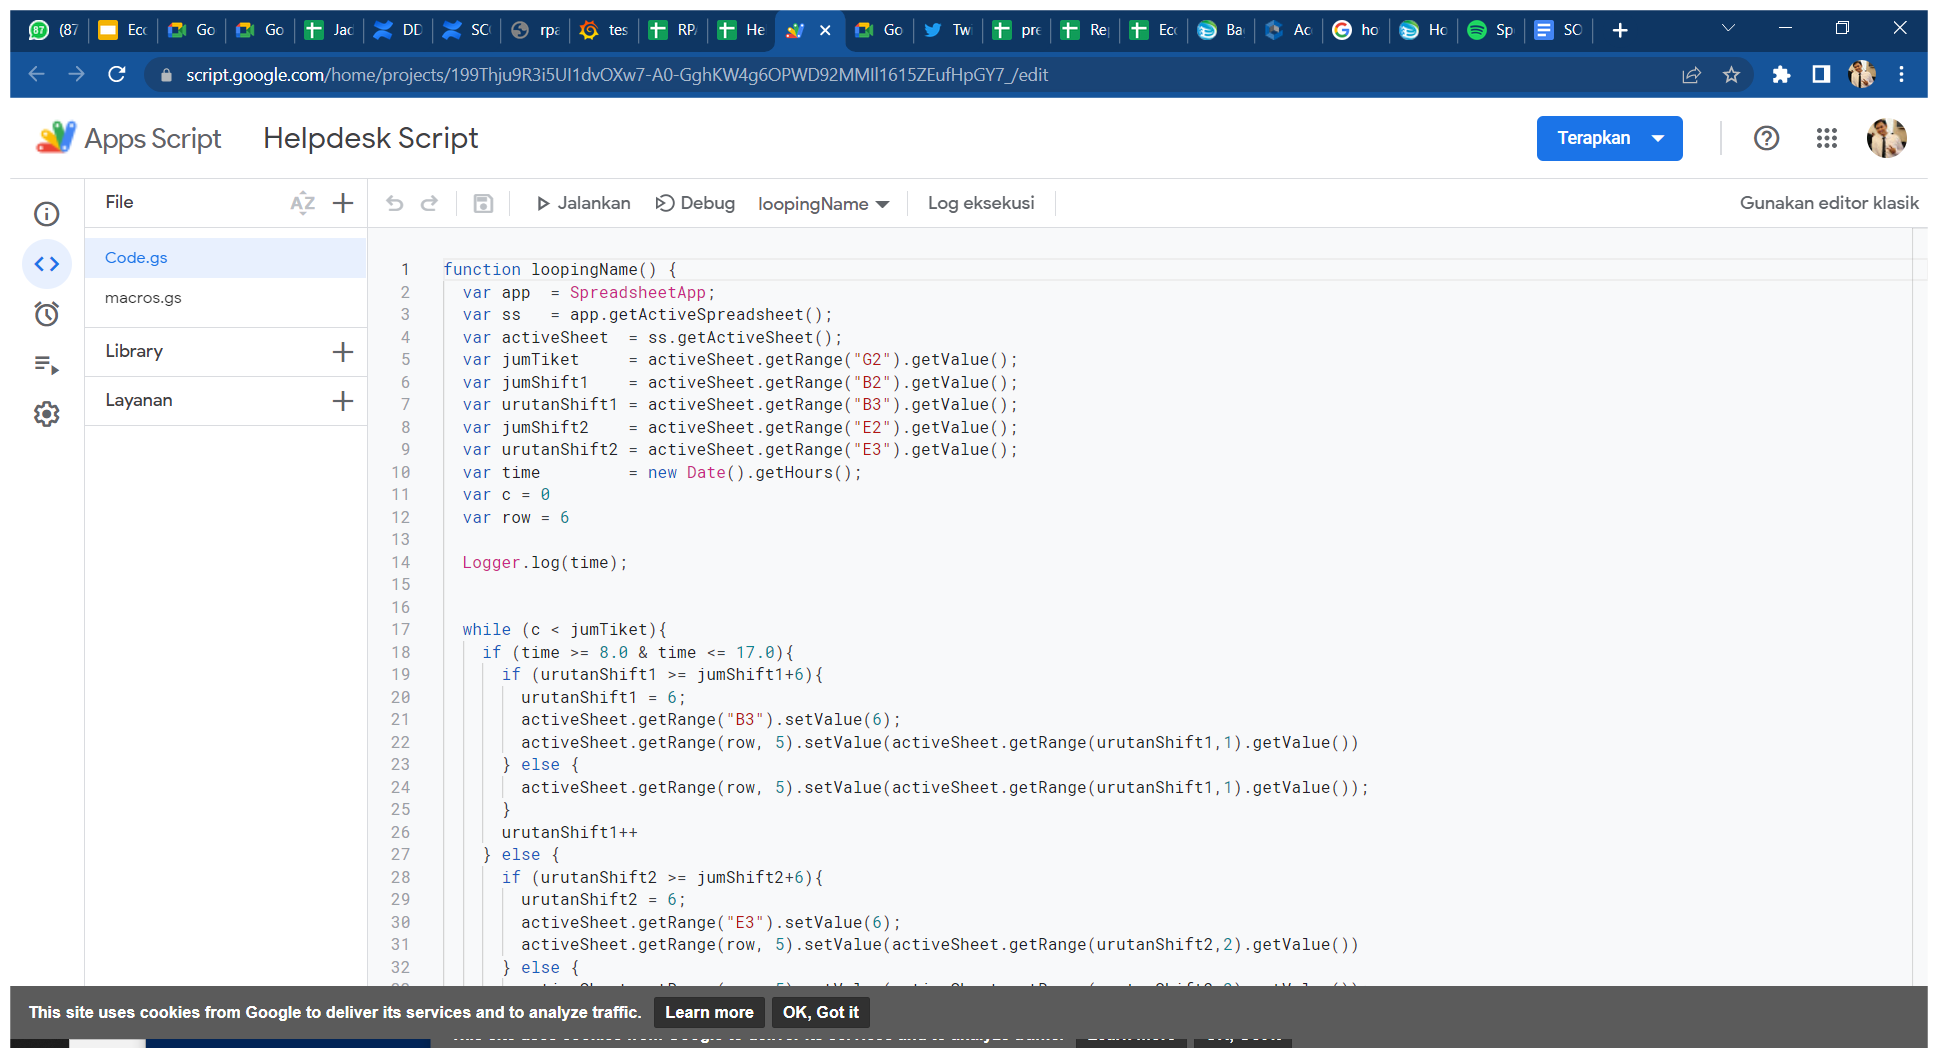 87 (87 Ecc Go Go Jac DD SC rpa tes RP He Go Tw pre Re Ecc Ba Ac ho Ho Sp SO
script.google.com/home/projects/199Thju9R3i5UI1dvOXw7-A0-GghKW4g6OPWD92MMIl1615ZEufHpGY7_/edit
Apps Script Helpdesk Script Terapkan
File AZ Jalankan Debug loopingName Log eksekusi Gunakan editor klasik
Code.gs
macros.gs
Library
Layanan
1 function loopingName() {
2 var app = SpreadsheetApp;
3 var ss = app.getActiveSpreadsheet();
4 var activeSheet = ss.getActiveSheet();
5 var jumTiket = activeSheet.getRange("G2").getValue();
6 var jumShift1 = activeSheet.getRange("B2").getValue();
7 var urutanShift1 = activeSheet.getRange("B3").getValue();
8 var jumShift2 = activeSheet.getRange("E2").getValue();
9 var urutanShift2 = activeSheet.getRange("E3").getValue();
10 var time = new Date().getHours();
11 var c = 0
12 var row = 6
13
14 Logger.log(time);
15
16
17 while (c < jumTiket){
18 if (time >= 8.0 & time <= 17.0){
19 if (urutanShift1 >= jumShift1+6){
20 urutanShift1 = 6;
21 activeSheet.getRange("B3").setValue(6);
22 activeSheet.getRange(row, 5).setValue(activeSheet.getRange(urutanShift1,1).getValue())
23 } else {
24 activeSheet.getRange(row, 5).setValue(activeSheet.getRange(urutanShift1,1).getValue());
25 }
26 urutanShift1++
27 } else {
28 if (urutanShift2 >= jumShift2+6){
29 urutanShift2 = 6;
30 activeSheet.getRange("E3").setValue(6);
31 activeSheet.getRange(row, 5).setValue(activeSheet.getRange(urutanShift2,2).getValue())
32 } else {
This site uses cookies from Google to deliver its services and to analyze traffic. Learn more OK, Got it